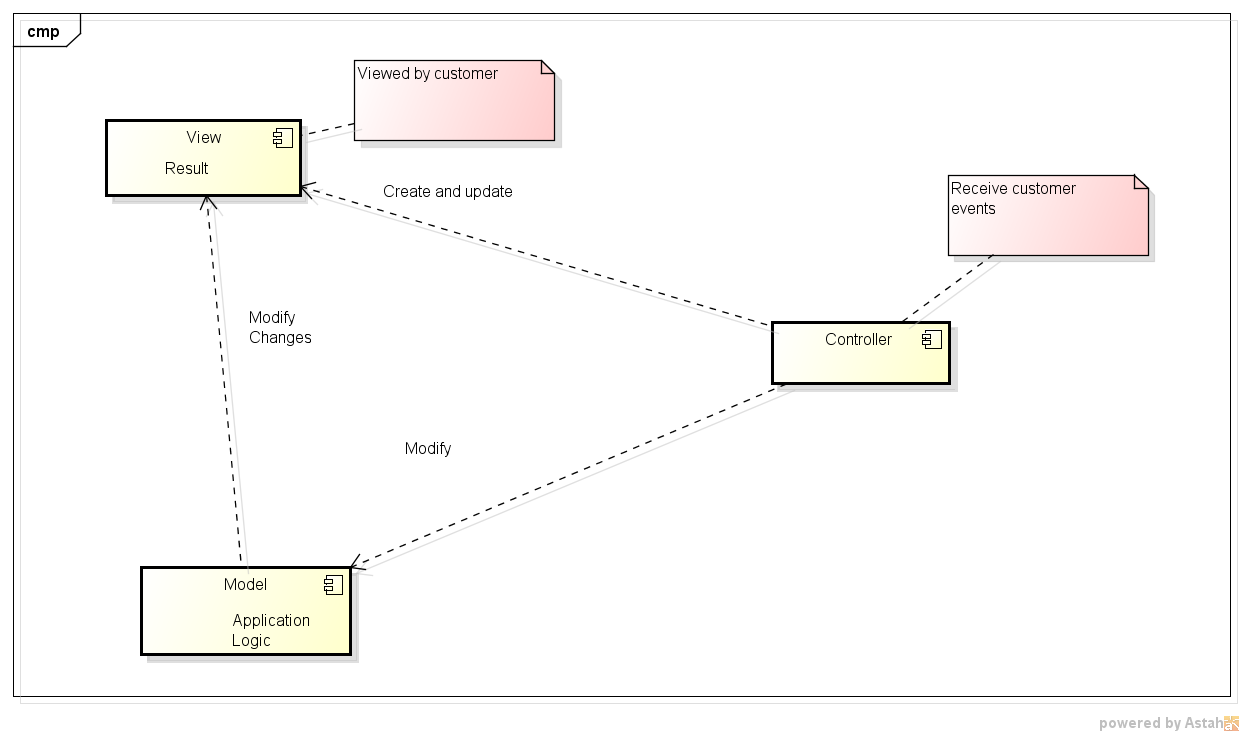 cmp
Viewed by customer
View
Result
Create and update
Receive customer
events
Modify
Changes
Controller
Modify
Model
Application
Logic
powered by Astah